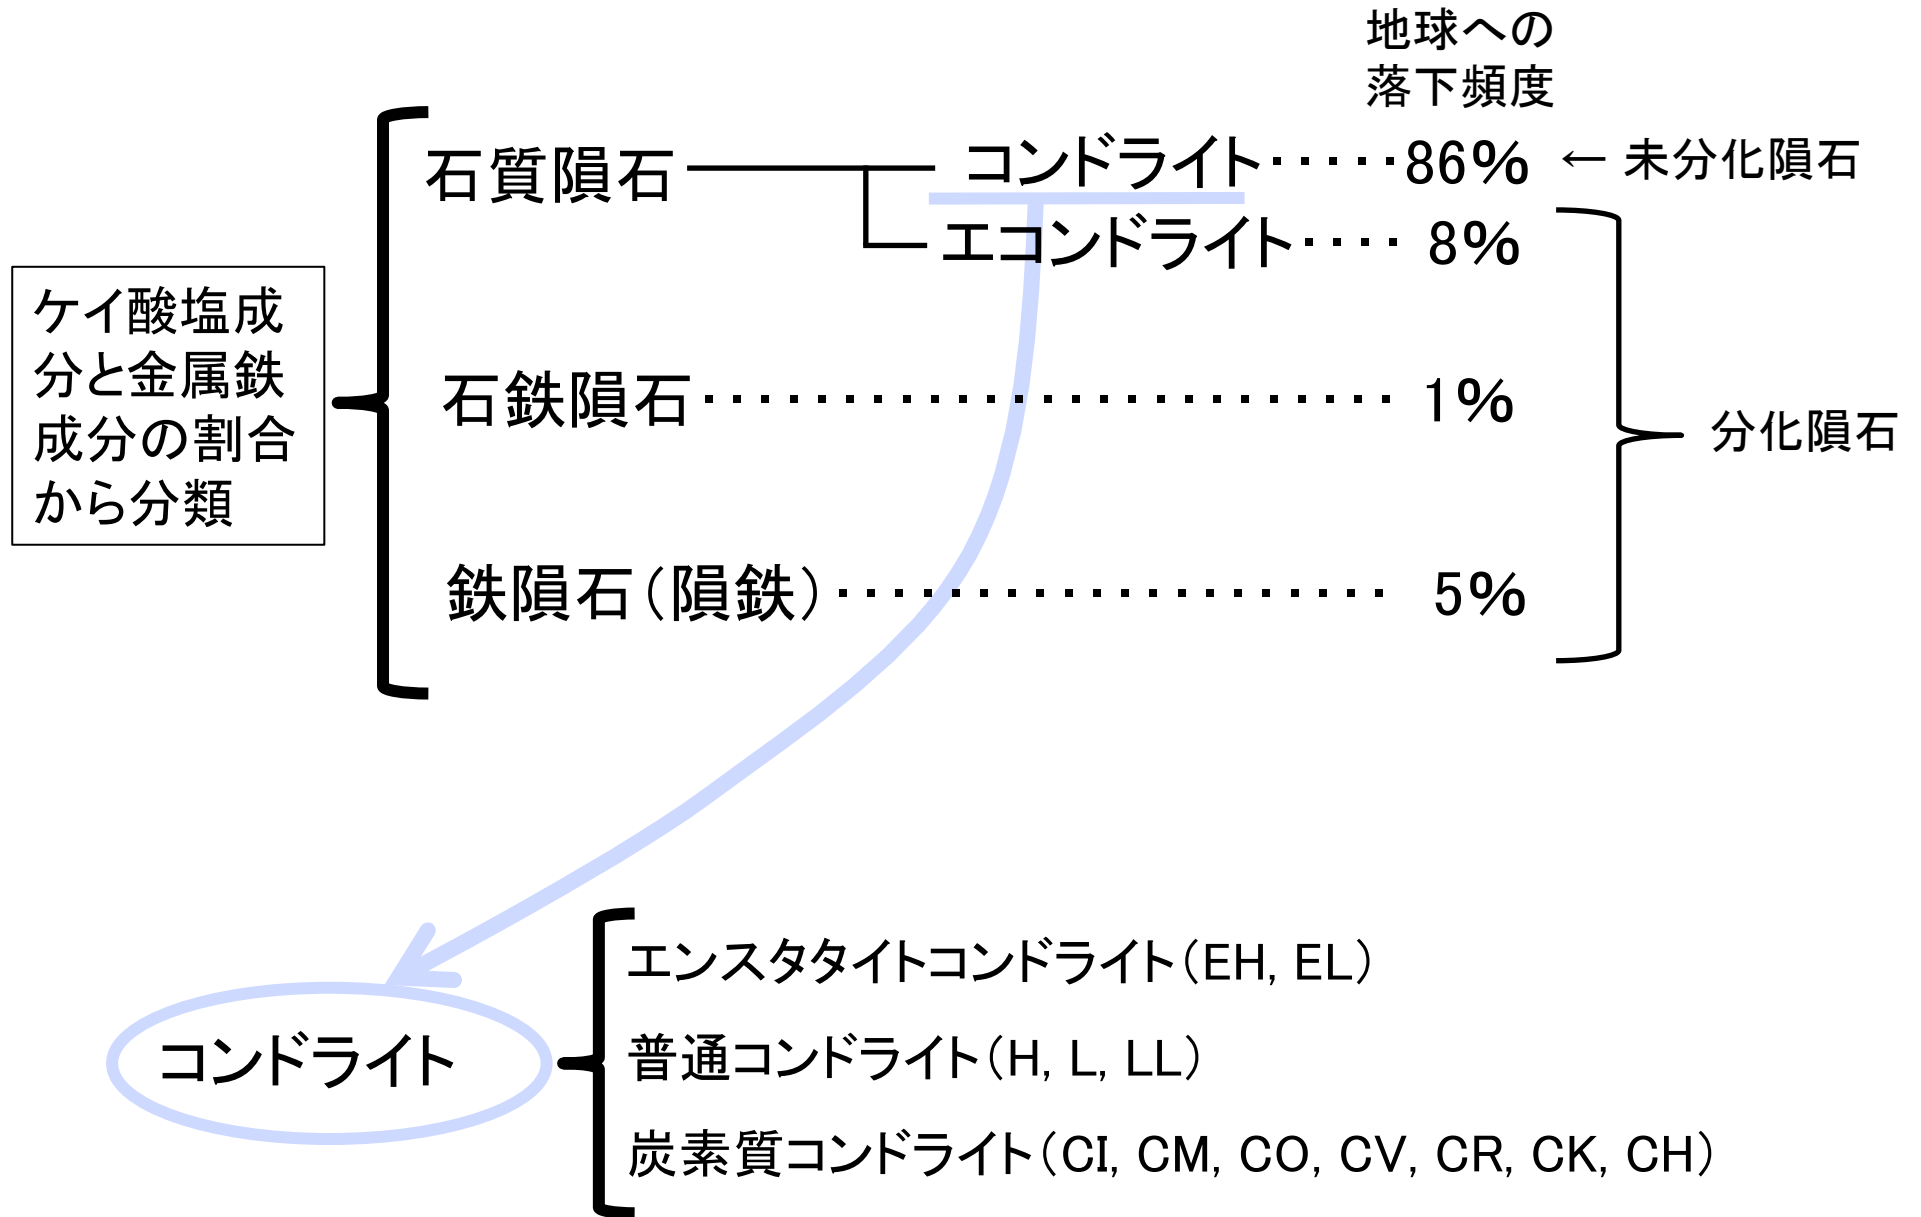 地球への
落下頻度
石質隕石 コンドライト・・・・・86% ← 未分化隕石
エコンドライト・・・・ 8%
ケイ酸塩成
分と金属鉄
成分の割合
から分類
石鉄隕石・・・・・・・・・・・・・・・・・・・・・・・・・ 1%
分化隕石
鉄隕石（隕鉄）・・・・・・・・・・・・・・・・・・・・ 5%
エンスタタイトコンドライト（EH, EL）
コンドライト 普通コンドライト（H, L, LL）
炭素質コンドライト（CI, CM, CO, CV, CR, CK, CH）